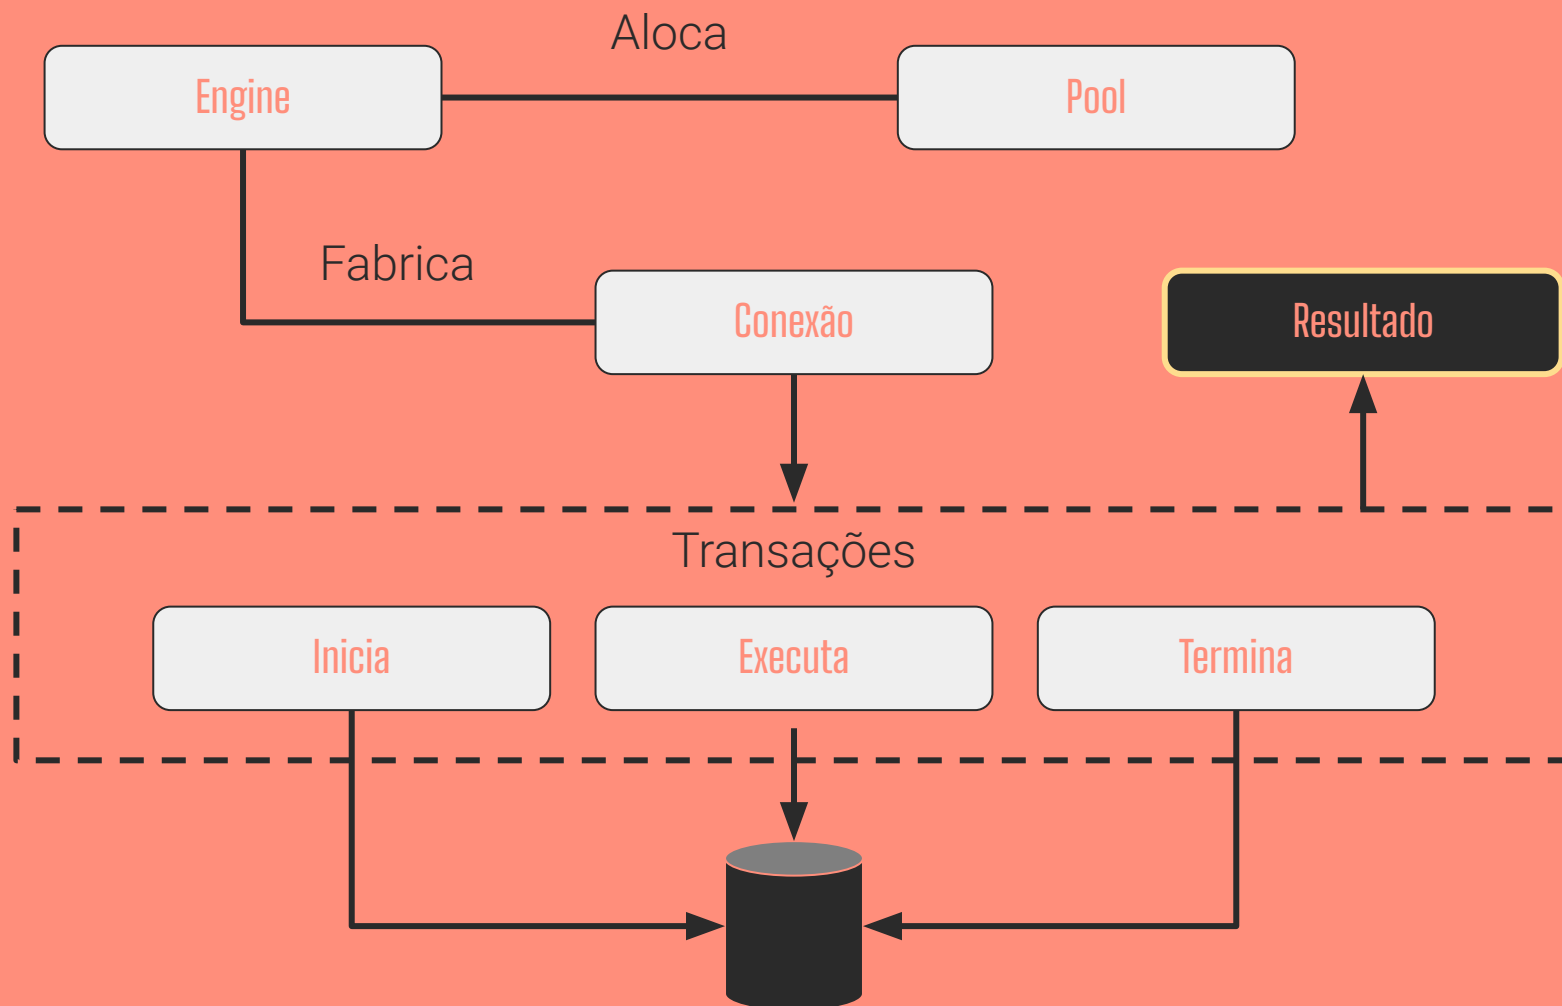 Aloca
Engine
Pool
Fabrica
Conexão
Resultado
Transações
Inicia
Executa
Termina